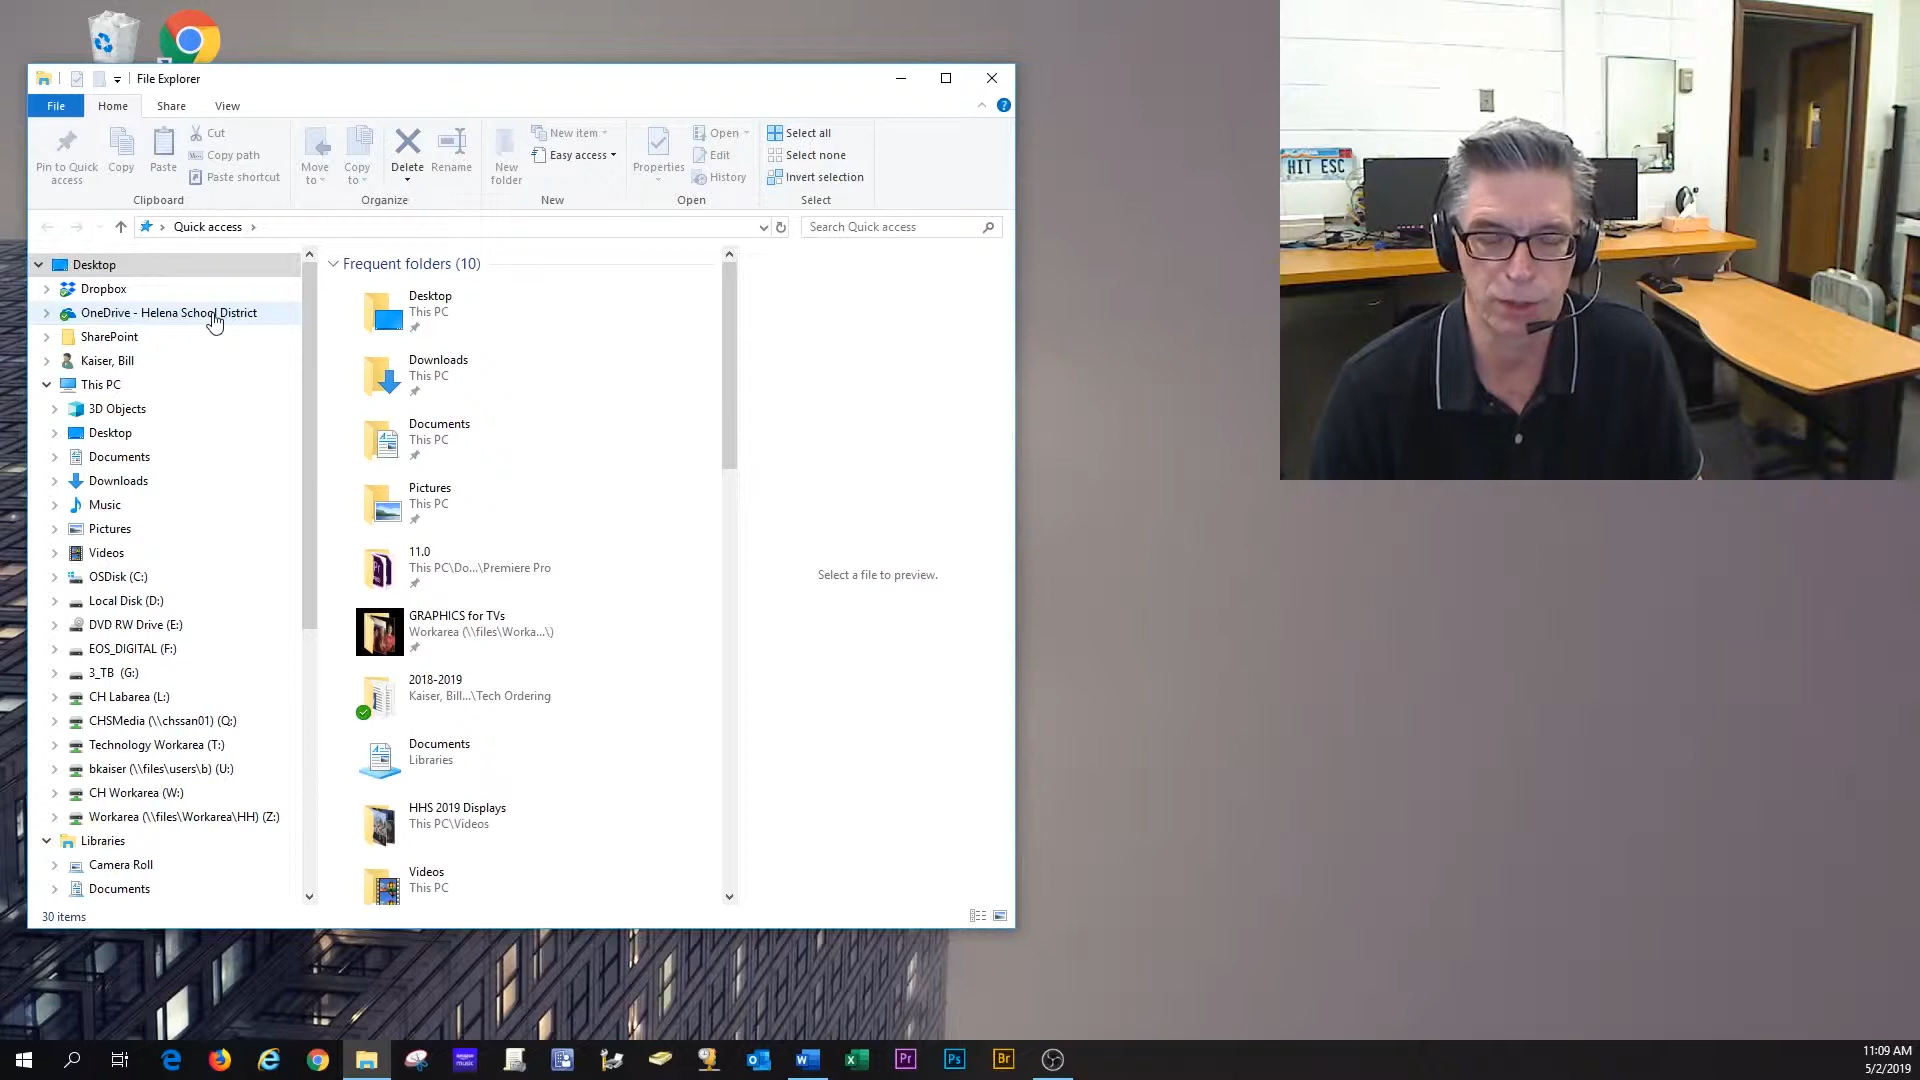 File Explorer
File Home Share View
Pin to Quick access
Copy
Paste
Cut
Copy path
Paste shortcut
Clipboard
Move to
Copy to
Delete
Rename
Organize
New folder
New item
Easy access
New
Properties
Open
Edit
History
Open
Select all
Select none
Invert selection
Select
Quick access
Search Quick access
Desktop
Dropbox
OneDrive - Helena School District
SharePoint
Kaiser, Bill
This PC
3D Objects
Desktop
Documents
Downloads
Music
Pictures
Videos
OSDisk (C:)
Local Disk (D:)
DVD RW Drive (E:)
EOS_DIGITAL (F:)
3_TB (G:)
CH Labarea (L:)
CHSMedia (\\chssan01) (Q:)
Technology Workarea (T:)
bkaiser (\\files\users\b) (U:)
CH Workarea (W:)
Workarea (\\files\Workarea\HH) (Z:)
Libraries
Camera Roll
Documents
30 items
Frequent folders (10)
Desktop
This PC
Downloads
This PC
Documents
This PC
Pictures
This PC
11.0
This PC\Do...\Premiere Pro
GRAPHICS for TVs
Workarea (\\files\Worka...\)
2018-2019
Kaiser, Bill...\Tech Ordering
Documents
Libraries
HHS 2019 Displays
This PC\Videos
Videos
This PC
Select a file to preview.
HIT ESC
amazon music
Pr
Ps
Br
11:09 AM
5/2/2019